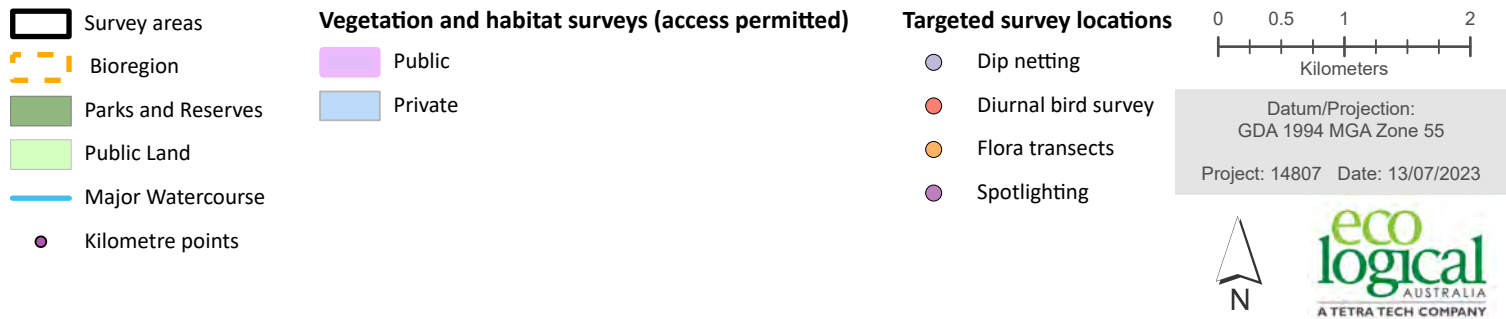 Survey areas
Bioregion
Parks and Reserves
Public Land
Major Watercourse
Kilometre points
Vegetation and habitat surveys (access permitted)
Public
Private
Targeted survey locations
Dip netting
Diurnal bird survey
Flora transects
Spotlighting
0 0.5 1 2
Kilometers
Datum/Projection:
GDA 1994 MGA Zone 55
Project: 14807 Date: 13/07/2023
N
eco
logical
AUSTRALIA
A TETRA TECH COMPANY